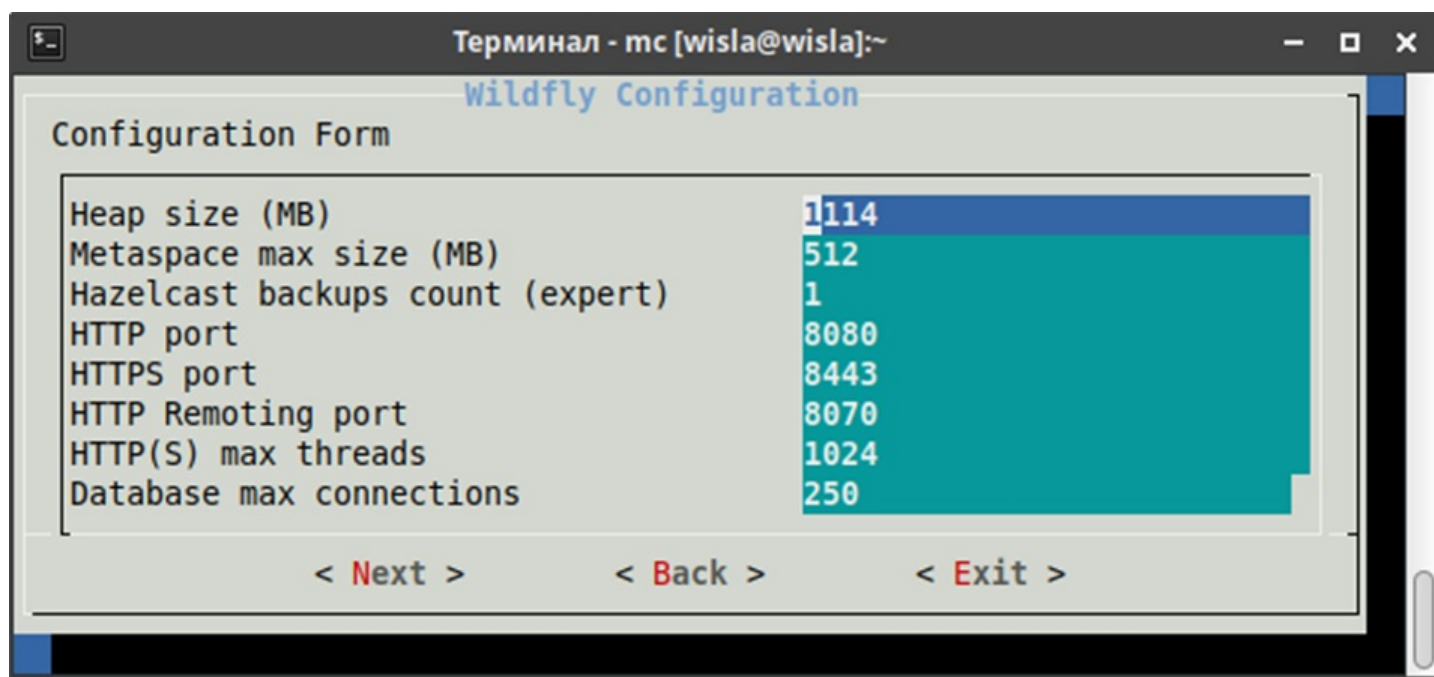 Терминал - mc [wisla@wisla]:~
Wildfly Configuration
Configuration Form
Heap size (MB) 1114
Metaspace max size (MB) 512
Hazelcast backups count (expert) 1
HTTP port 8080
HTTPS port 8443
HTTP Remoting port 8070
HTTP(S) max threads 1024
Database max connections 250
< Next > < Back > < Exit >